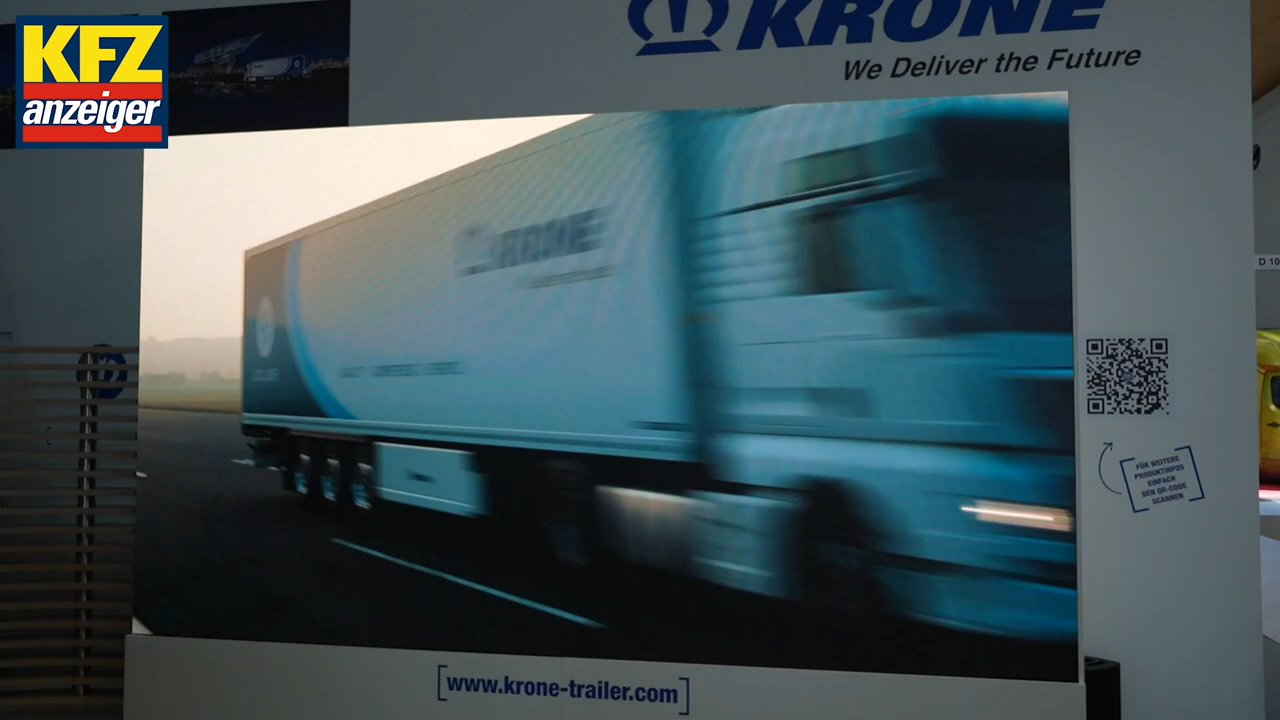 KFZ
anzeiger
KRONE
We Deliver the Future
KRONE
D 10
FÜR WEITERE
PRODUKTINFOS
EINFACH
DEN QR-CODE
SCANNEN
www.krone-trailer.com